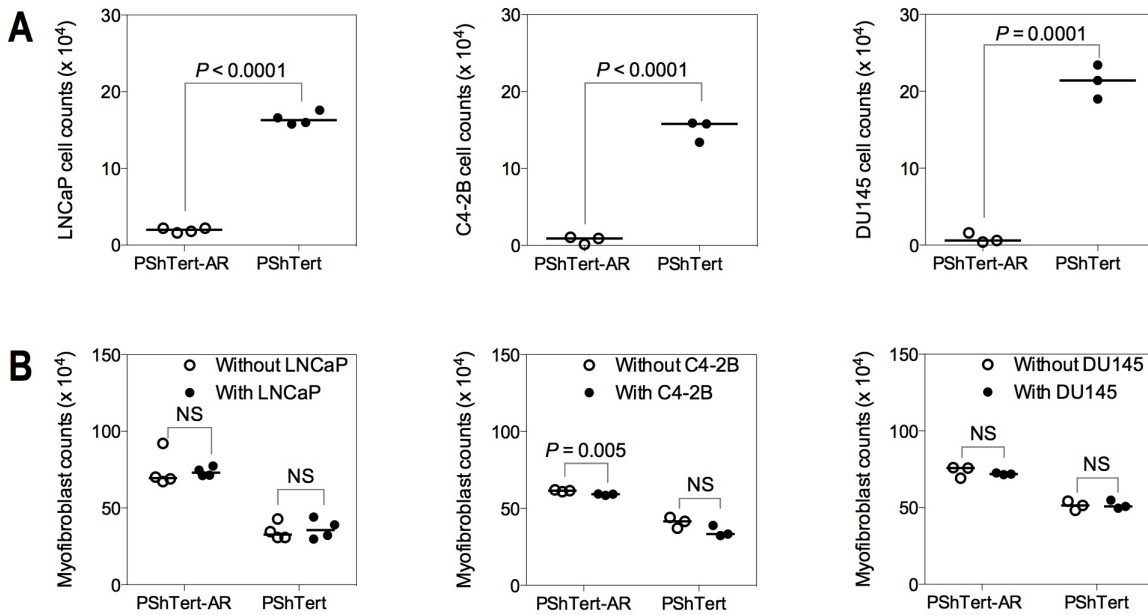 A
LNCaP cell counts (x 10⁴)
30
20
10
0
P < 0.0001
PShTert-AR
PShTert
C4-2B cell counts (x 10⁴)
30
20
10
0
P < 0.0001
PShTert-AR
PShTert
DU145 cell counts (x 10⁴)
30
20
10
0
P = 0.0001
PShTert-AR
PShTert
B
Myofibroblast counts (x 10⁴)
150
100
50
0
Without LNCaP
With LNCaP
NS
NS
PShTert-AR
PShTert
Myofibroblast counts (x 10⁴)
150
100
50
0
Without C4-2B
With C4-2B
P = 0.005
NS
PShTert-AR
PShTert
Myofibroblast counts (x 10⁴)
150
100
50
0
Without DU145
With DU145
NS
NS
PShTert-AR
PShTert